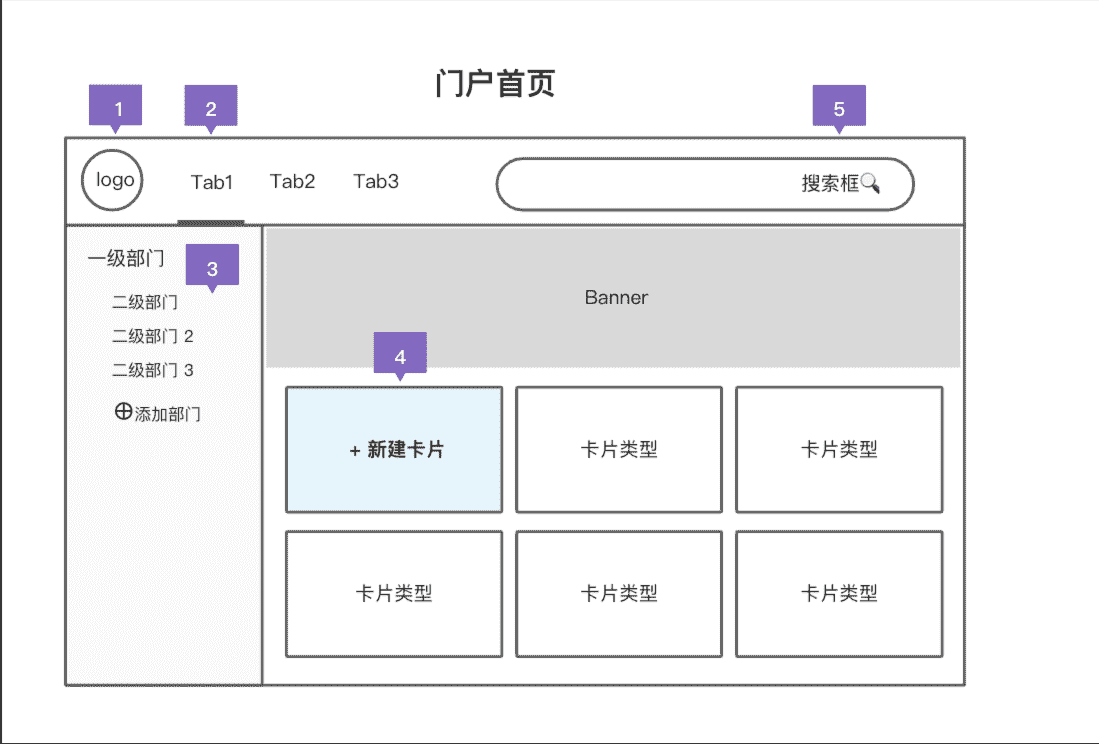 门户首页
1
2
5
logo
Tab1
Tab2
Tab3
搜索框
一级部门
3
二级部门
二级部门 2
二级部门 3
添加部门
Banner
4
+ 新建卡片
卡片类型
卡片类型
卡片类型
卡片类型
卡片类型